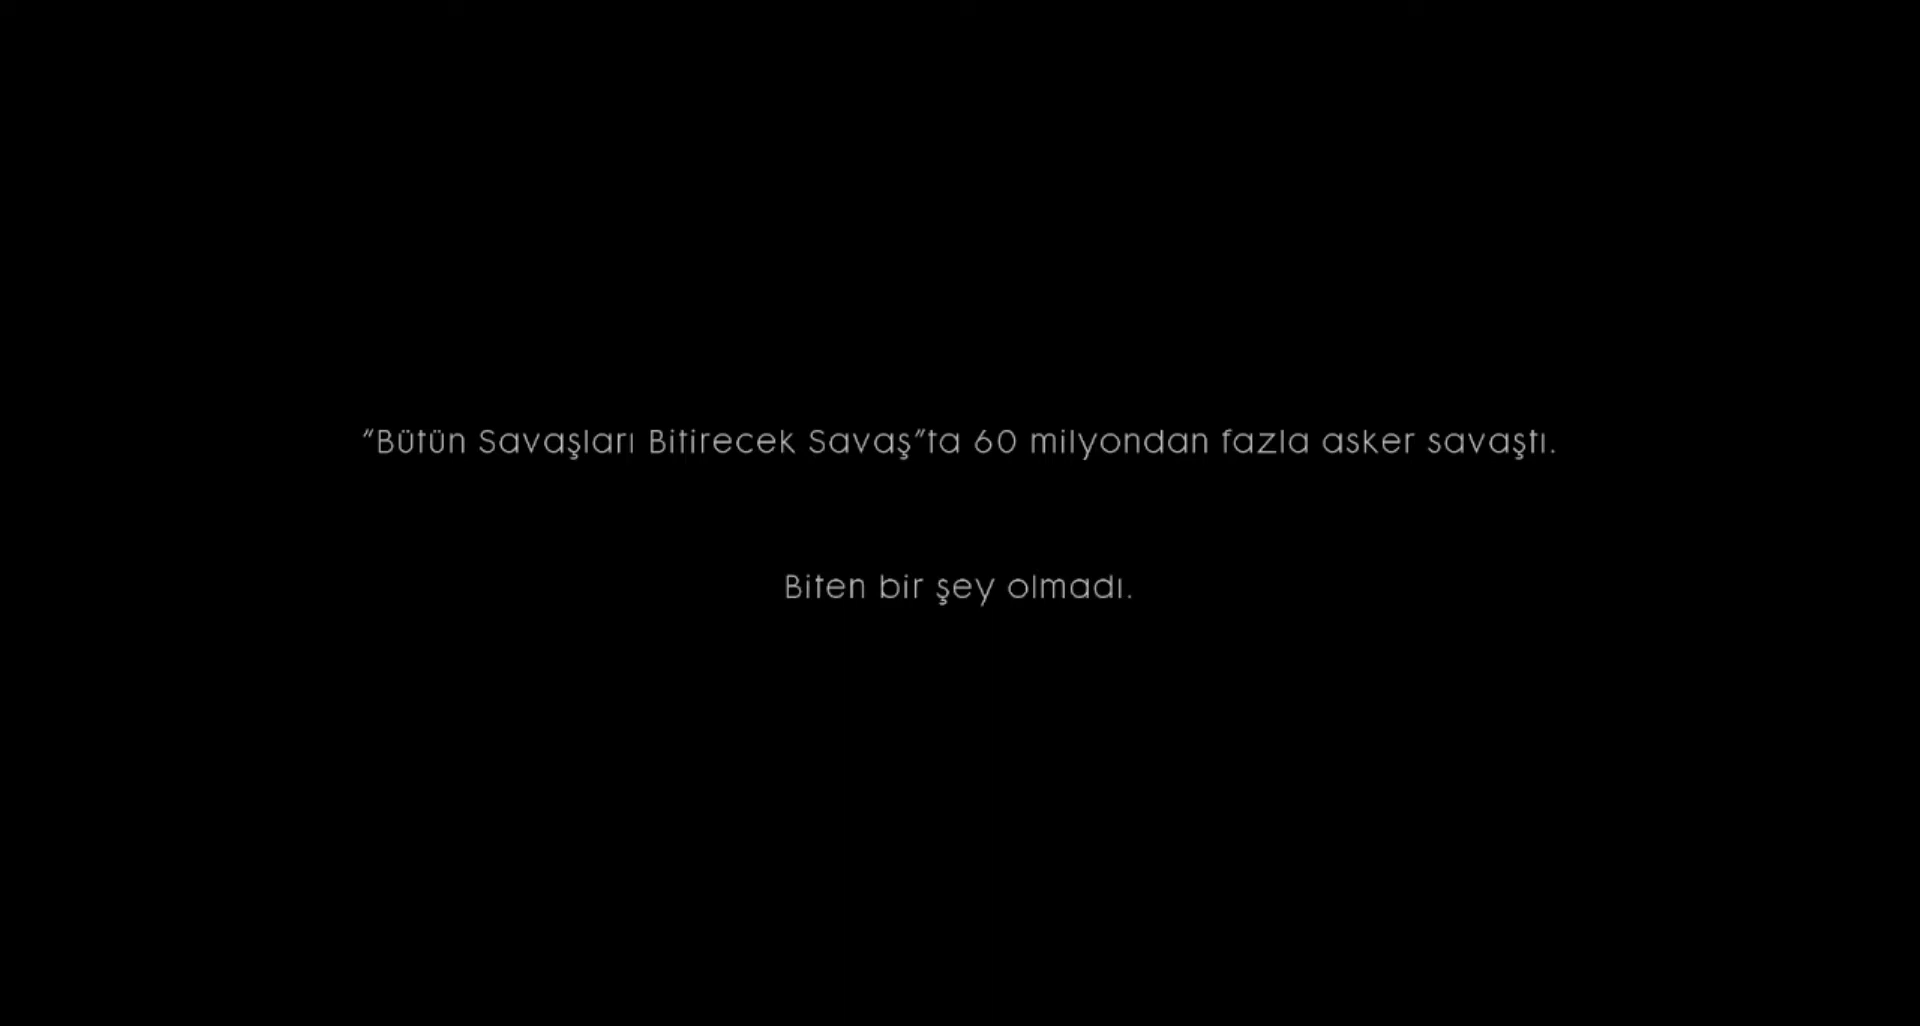 “Bütün Savaşları Bitirecek Savaş”ta 60 milyondan fazla asker savaştı.
Biten bir şey olmadı.